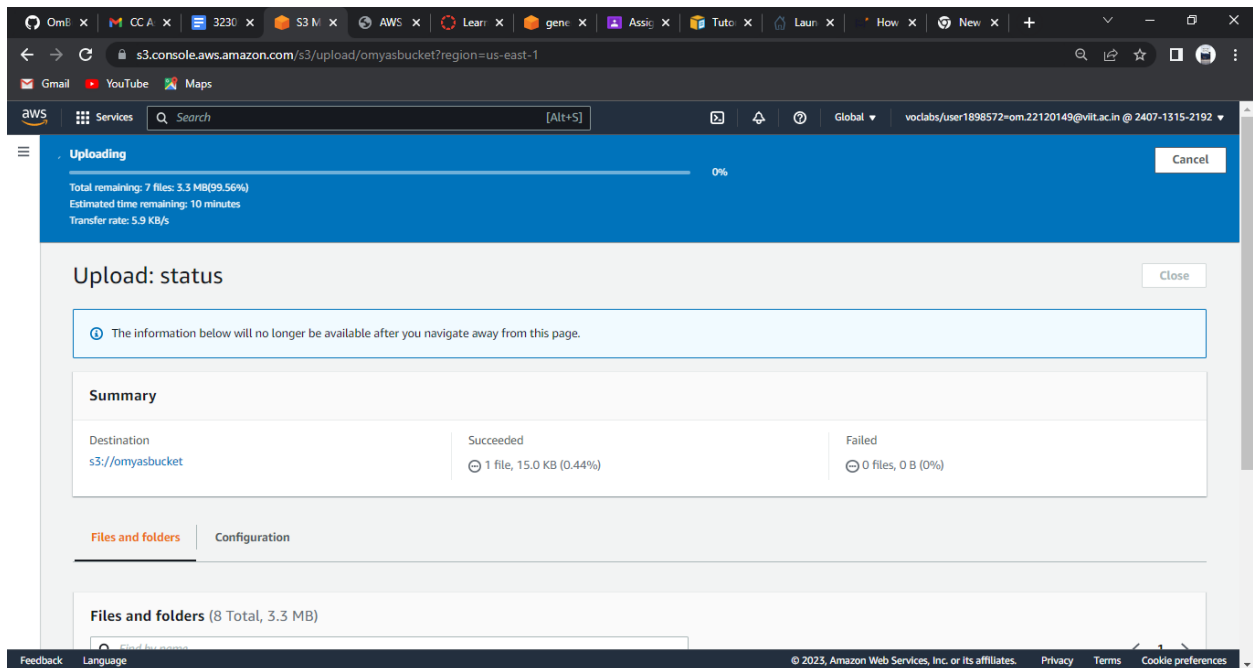 OmB M CC A 3230 S3 M AWS Learr gene Assig Tuto Laun How New
s3.console.aws.amazon.com/s3/upload/omyasbucket?region=us-east-1
Gmail YouTube Maps
aws Services Search [Alt+S] Global voclabs/user1898572=om.22120149@viit.ac.in @ 2407-1315-2192
Uploading
Cancel
0%
Total remaining: 7 files: 3.3 MB(99.56%)
Estimated time remaining: 10 minutes
Transfer rate: 5.9 KB/s
Upload: status
Close
The information below will no longer be available after you navigate away from this page.
Summary
Destination Succeeded Failed
s3://omyasbucket 1 file, 15.0 KB (0.44%) 0 files, 0 B (0%)
Files and folders Configuration
Files and folders (8 Total, 3.3 MB)
Find by name 1
Feedback Language © 2023, Amazon Web Services, Inc. or its affiliates. Privacy Terms Cookie preferences